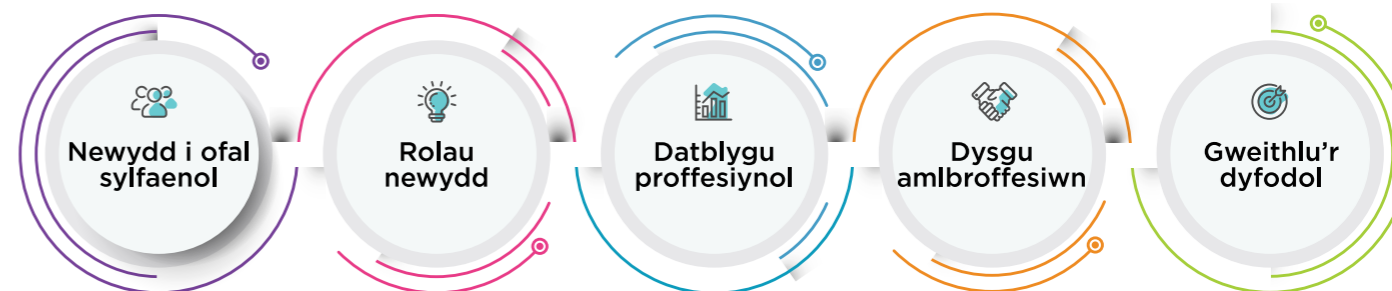 Newydd i ofal
sylfaenol
Rolau
newydd
Datblygu
proffesiynol
Dysgu
amlbroffesiwn
Gweithlu'r
dyfodol